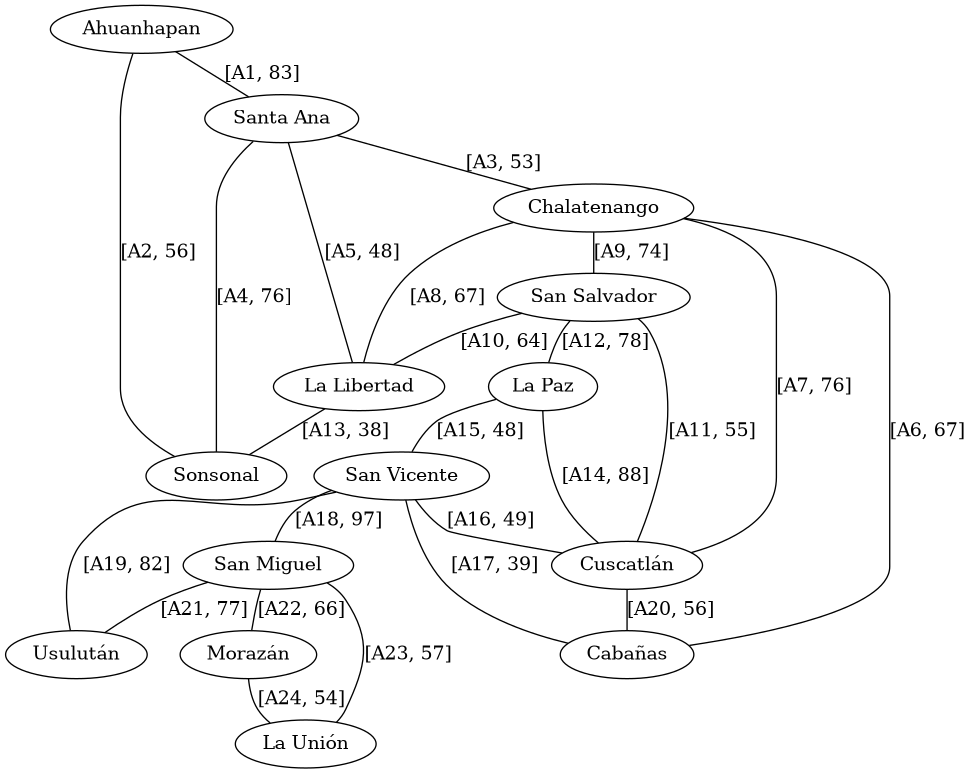 Ahuanhapan
[A1, 83]
Santa Ana
[A3, 53]
Chalatenango
[A2, 56]
[A5, 48]
[A9, 74]
[A4, 76]
[A8, 67]
San Salvador
[A10, 64]
[A12, 78]
La Libertad
La Paz
[A7, 76]
[A13, 38]
[A15, 48]
[A11, 55]
[A6, 67]
Sonsonal
San Vicente
[A14, 88]
[A18, 97]
[A16, 49]
[A19, 82]
San Miguel
[A17, 39]
Cuscatlán
[A21, 77]
[A22, 66]
[A20, 56]
Usulután
Morazán
[A23, 57]
Cabañas
[A24, 54]
La Unión